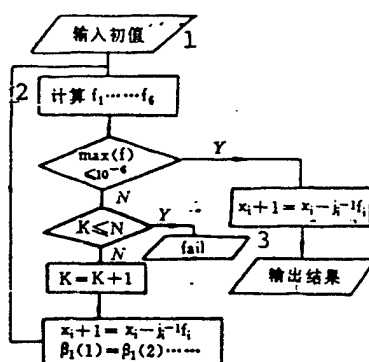 输入初值
1
2
计算 f₁……f₆
max(f)
≤10⁻⁶
Y
N
xᵢ+1=xᵢ−jᵢ⁻¹fᵢ
K≤N
Y
fail
3
N
K=K+1
输出结果
xᵢ+1=xᵢ−jᵢ⁻¹fᵢ
β₁(1)=β₁(2)……